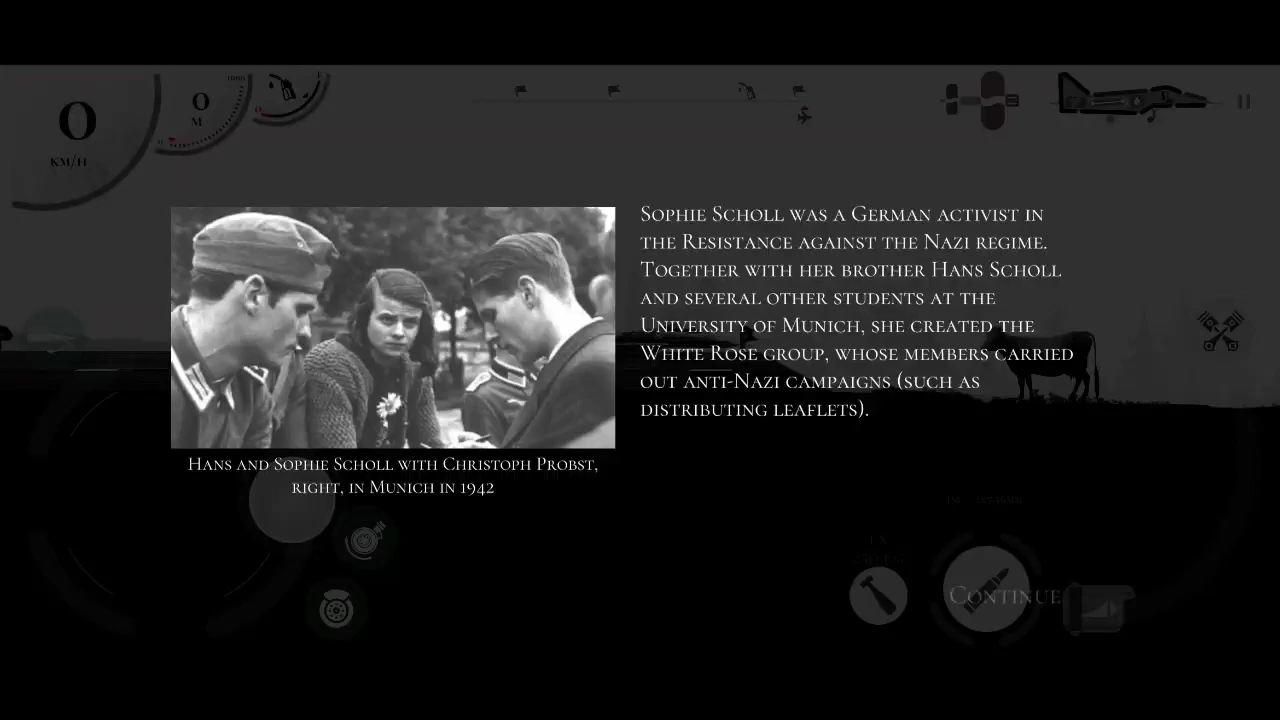 0
KM/H
0
M
1000
Sophie Scholl was a German activist in
the Resistance against the Nazi regime.
Together with her brother Hans Scholl
and several other students at the
University of Munich, she created the
White Rose group, whose members carried
out anti-Nazi campaigns (such as
distributing leaflets).
Hans and Sophie Scholl with Christoph Probst,
right, in Munich in 1942
Continue